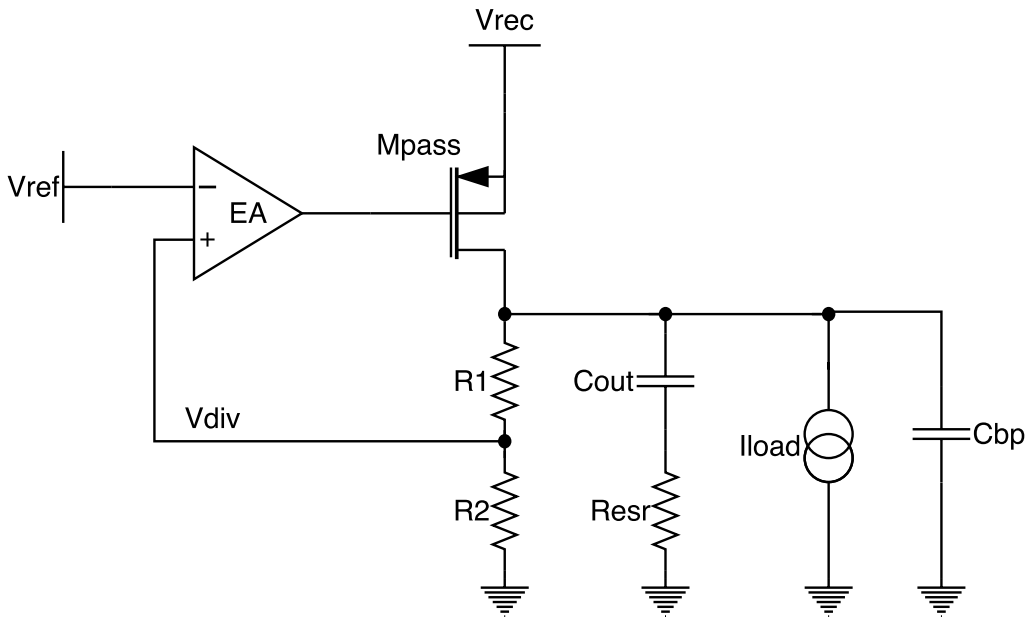 Vrec
Mpass
Vref
−
EA
+
R1
Cout
Vdiv
Iload
Cbp
R2
Resr